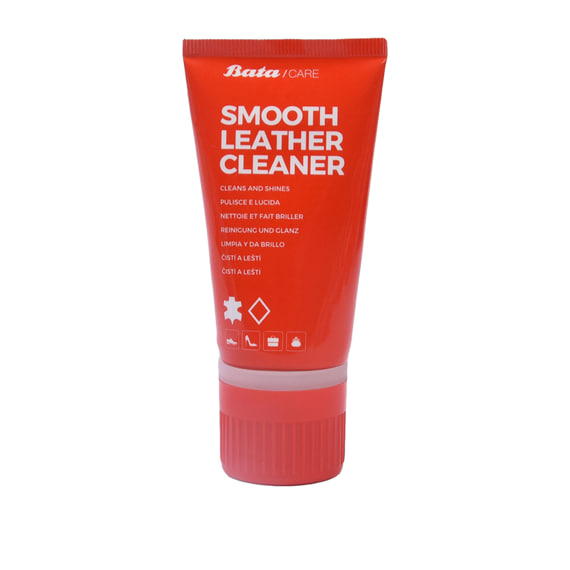 Bata / CARE
SMOOTH
LEATHER
CLEANER
CLEANS AND SHINES
PULISCE E LUCIDA
NETTOIE ET FAIT BRILLER
REINIGUNG UND GLANZ
LIMPIA Y DA BRILLO
ČISTÍ A LEŠTÍ
ČISTÍ A LEŠTÍ